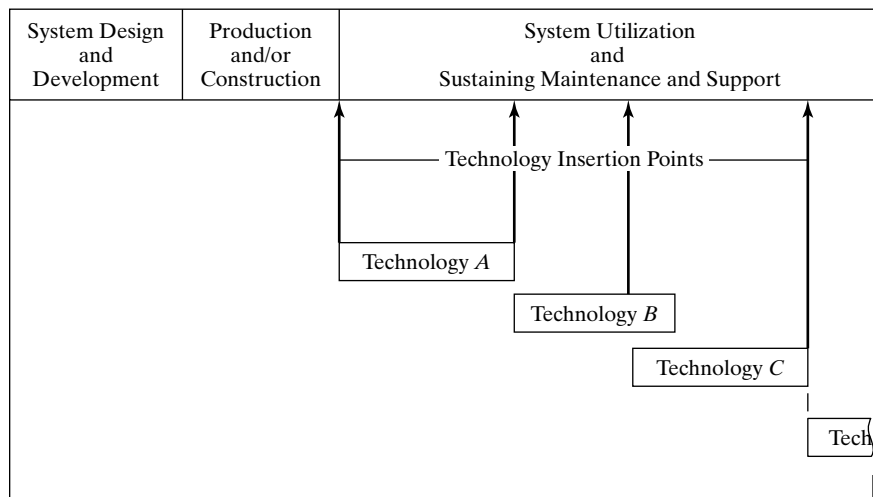 System Design
and
Development
Production
and/or
Construction
System Utilization
and
Sustaining Maintenance and Support
Technology Insertion Points
Technology A
Technology B
Technology C
Tech